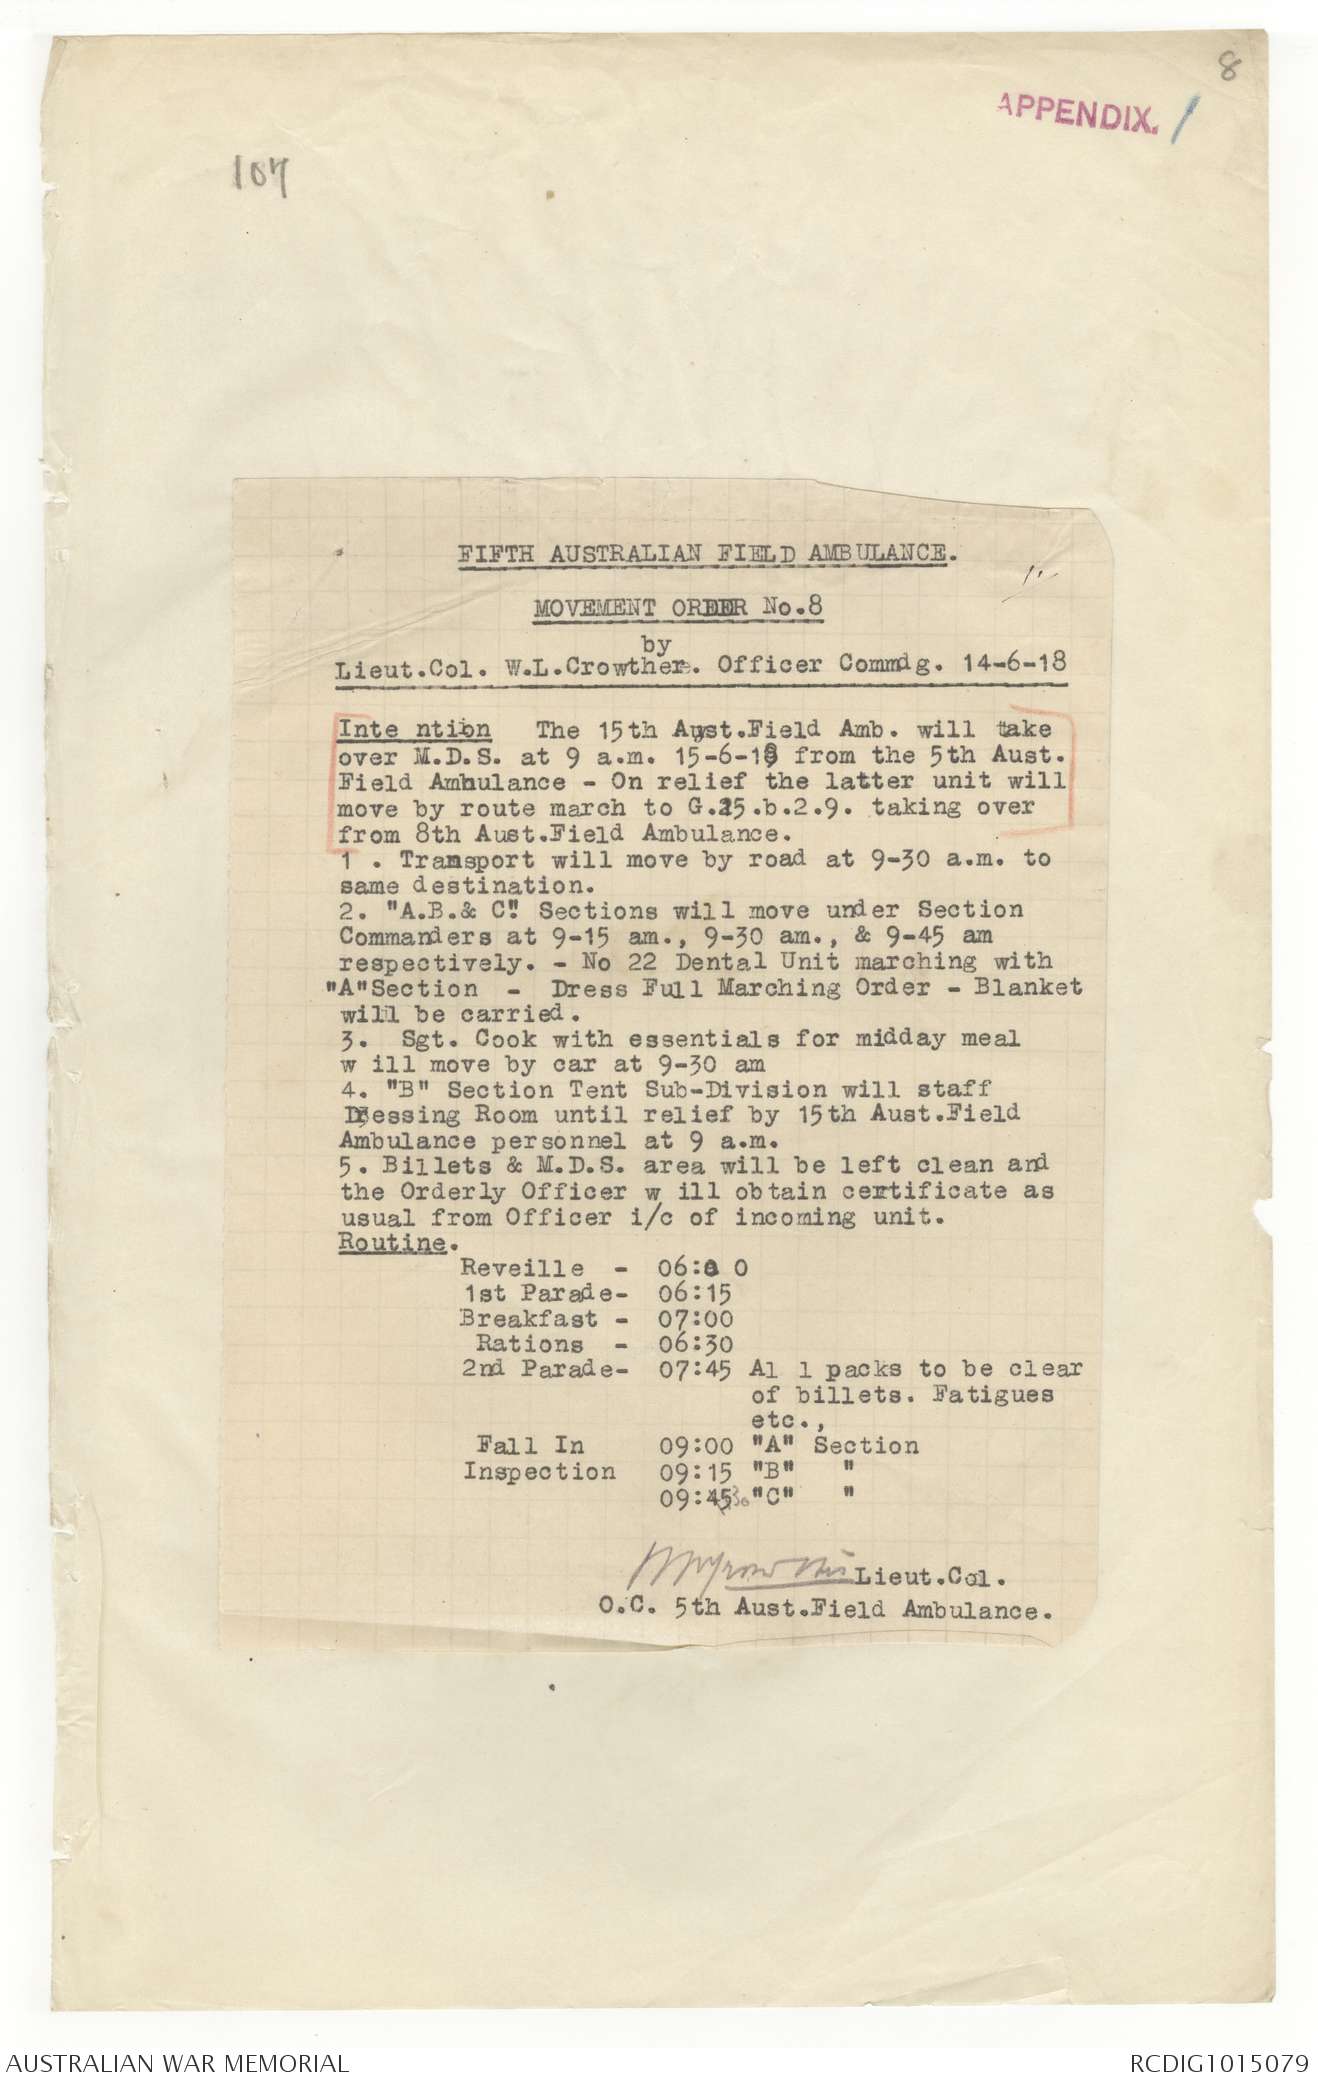 8
APPENDIX. 1
107
FIFTH AUSTRALIAN FIELD AMBULANCE.
MOVEMENT ORDER No.8
by
Lieut.Col. W.L.Crowther. Officer Commdg. 14-6-18
Inte ntion The 15th Aust.Field Amb. will take
over M.D.S. at 9 a.m. 15-6-18 from the 5th Aust.
Field Ambulance - On relief the latter unit will
move by route march to G.25.b.2.9. taking over
from 8th Aust.Field Ambulance.
1 . Transport will move by road at 9-30 a.m. to
same destination.
2. "A.B.& C". Sections will move under Section
Commanders at 9-15 am., 9-30 am., & 9-45 am
respectively. - No 22 Dental Unit marching with
"A"Section - Dress Full Marching Order - Blanket
will be carried.
3. Sgt. Cook with essentials for midday meal
w ill move by car at 9-30 am
4. "B" Section Tent Sub-Division will staff
Dressing Room until relief by 15th Aust.Field
Ambulance personnel at 9 a.m.
5. Billets & M.D.S. area will be left clean and
the Orderly Officer w ill obtain certificate as
usual from Officer i/c of incoming unit.
Routine.
Reveille - 06:0 0
1st Parade- 06:15
Breakfast - 07:00
Rations - 06:30
2nd Parade- 07:45 Al l packs to be clear
of billets. Fatigues
etc.,
Fall In 09:00 "A" Section
Inspection 09:15 "B" "
09:45 30 "C" "
W L Crowther Lieut.Col.
O.C. 5th Aust.Field Ambulance.
AUSTRALIAN WAR MEMORIAL
RCDIG1015079